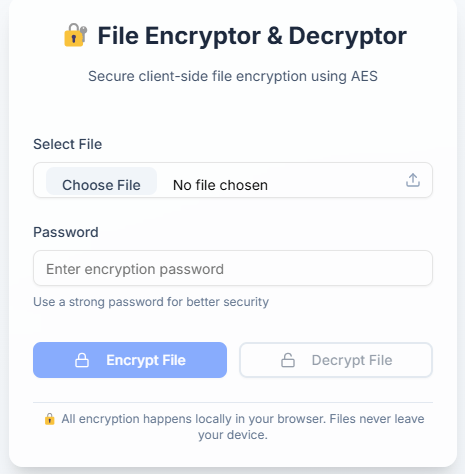 🔐 File Encryptor & Decryptor
Secure client-side file encryption using AES
Select File
Choose File No file chosen
Password
Enter encryption password
Use a strong password for better security
Encrypt File Decrypt File
🔒 All encryption happens locally in your browser. Files never leave
your device.